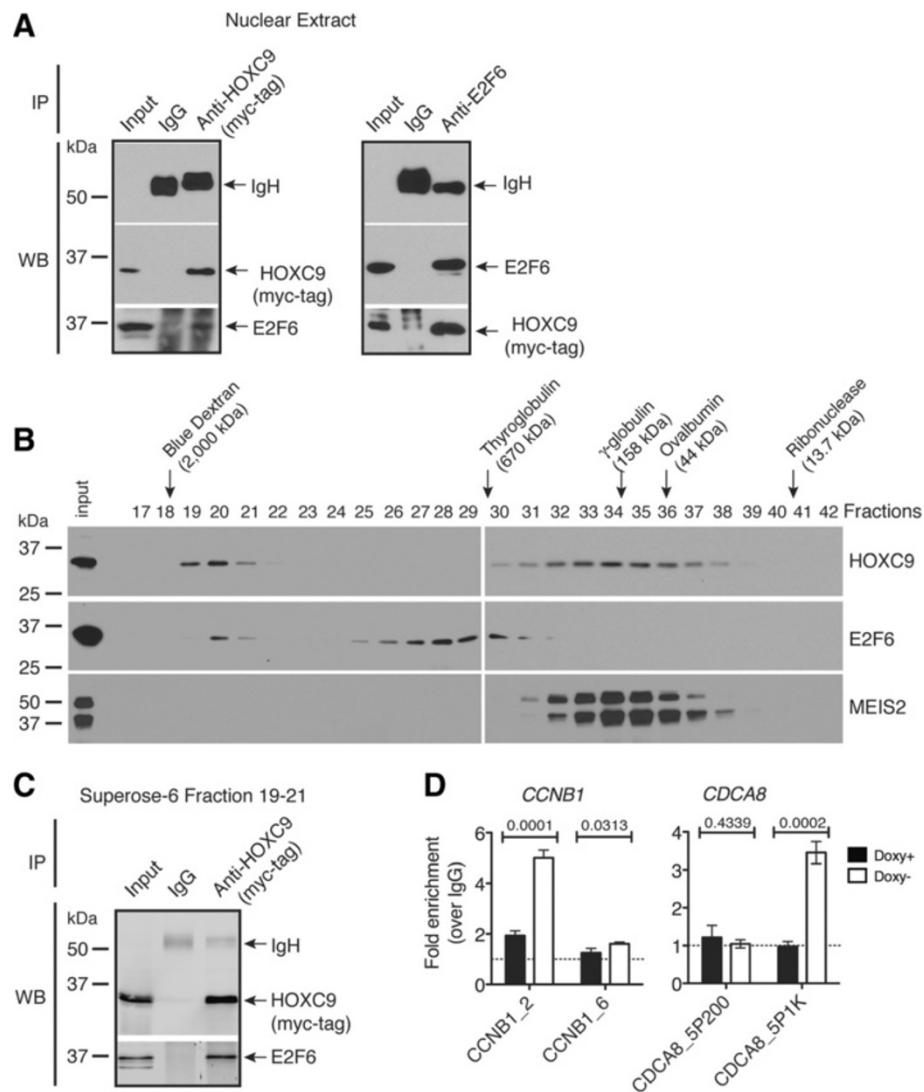 A
Nuclear Extract
IP
Input
IgG
Anti-HOXC9
(myc-tag)
kDa
50
37
37
WB
IgH
HOXC9
(myc-tag)
E2F6
Input
IgG
Anti-E2F6
IgH
E2F6
HOXC9
(myc-tag)
B
Blue Dextran
(2,000 kDa)
Thyroglobulin
(670 kDa)
γ-globulin
(158 kDa)
Ovalbumin
(44 kDa)
Ribonuclease
(13.7 kDa)
input
17 18 19 20 21 22 23 24 25 26 27 28 29 30 31 32 33 34 35 36 37 38 39 40 41 42 Fractions
kDa
37
25
HOXC9
37
25
E2F6
50
37
MEIS2
C
Superose-6 Fraction 19-21
IP
Input
IgG
Anti-HOXC9
(myc-tag)
kDa
50
37
37
WB
IgH
HOXC9
(myc-tag)
E2F6
D
CCNB1
0.0001 0.0313
Fold enrichment
(over IgG)
6
4
2
0
CCNB1_2
CCNB1_6
CDCA8
0.4339 0.0002
4
3
2
1
0
CDCA8_5P200
CDCA8_5P1K
Doxy+
Doxy-